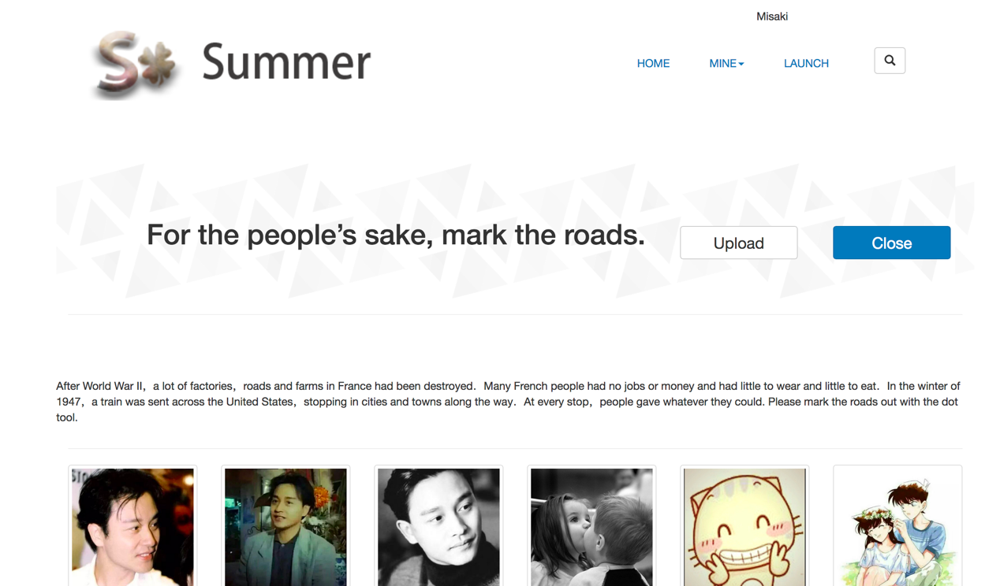 Misaki
S Summer
HOME MINE LAUNCH
For the people’s sake, mark the roads.
Upload Close
After World War II，a lot of factories，roads and farms in France had been destroyed．Many French people had no jobs or money and had little to wear and little to eat．In the winter of
1947，a train was sent across the United States，stopping in cities and towns along the way．At every stop，people gave whatever they could. Please mark the roads out with the dot
tool.